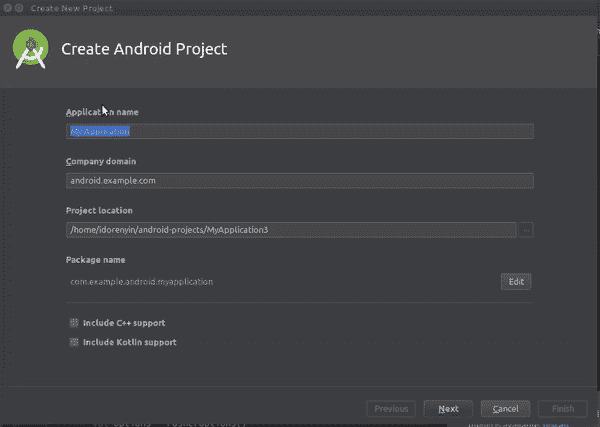 Create New Project
Create Android Project
Application name
My Application
Company domain
android.example.com
Project location
/home/idorenyin/android-projects/MyApplication3
...
Package name
com.example.android.myapplication
Edit
Include C++ support
Include Kotlin support
Previous
Next
Cancel
Finish